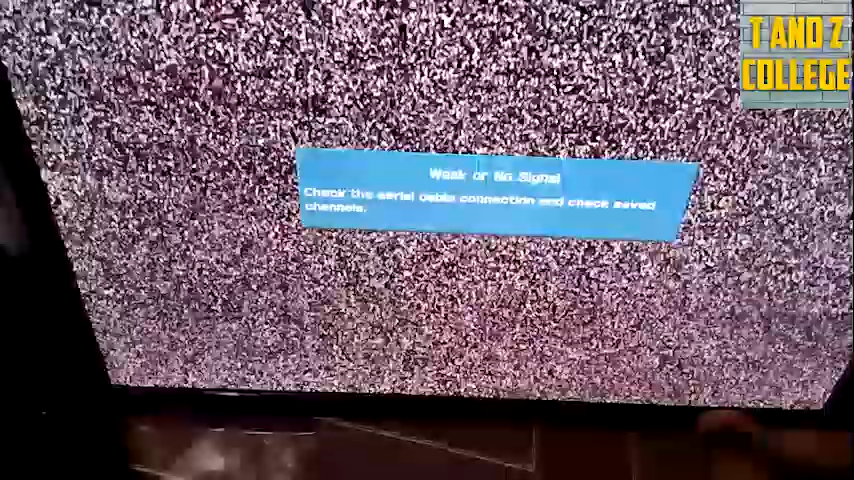 T AND Z
COLLEGE
Weak or No Signal
Check the aerial cable connection and check saved
channels.